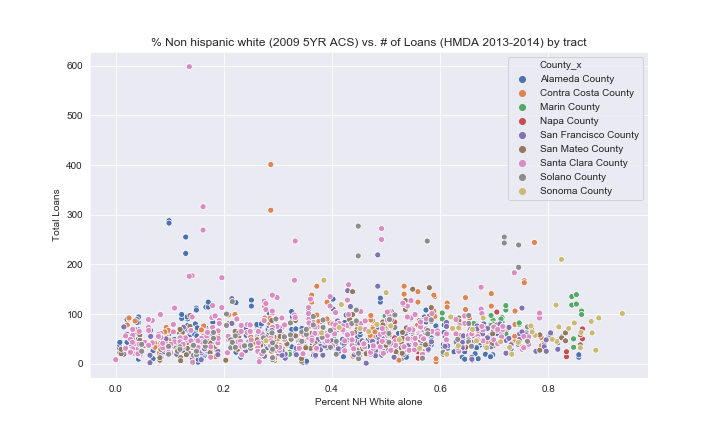 % Non hispanic white (2009 5YR ACS) vs. # of Loans (HMDA 2013-2014) by tract
600
500
400
300
200
100
0
Total Loans
0.0
0.2
0.4
0.6
0.8
Percent NH White alone
County_x
Alameda County
Contra Costa County
Marin County
Napa County
San Francisco County
San Mateo County
Santa Clara County
Solano County
Sonoma County